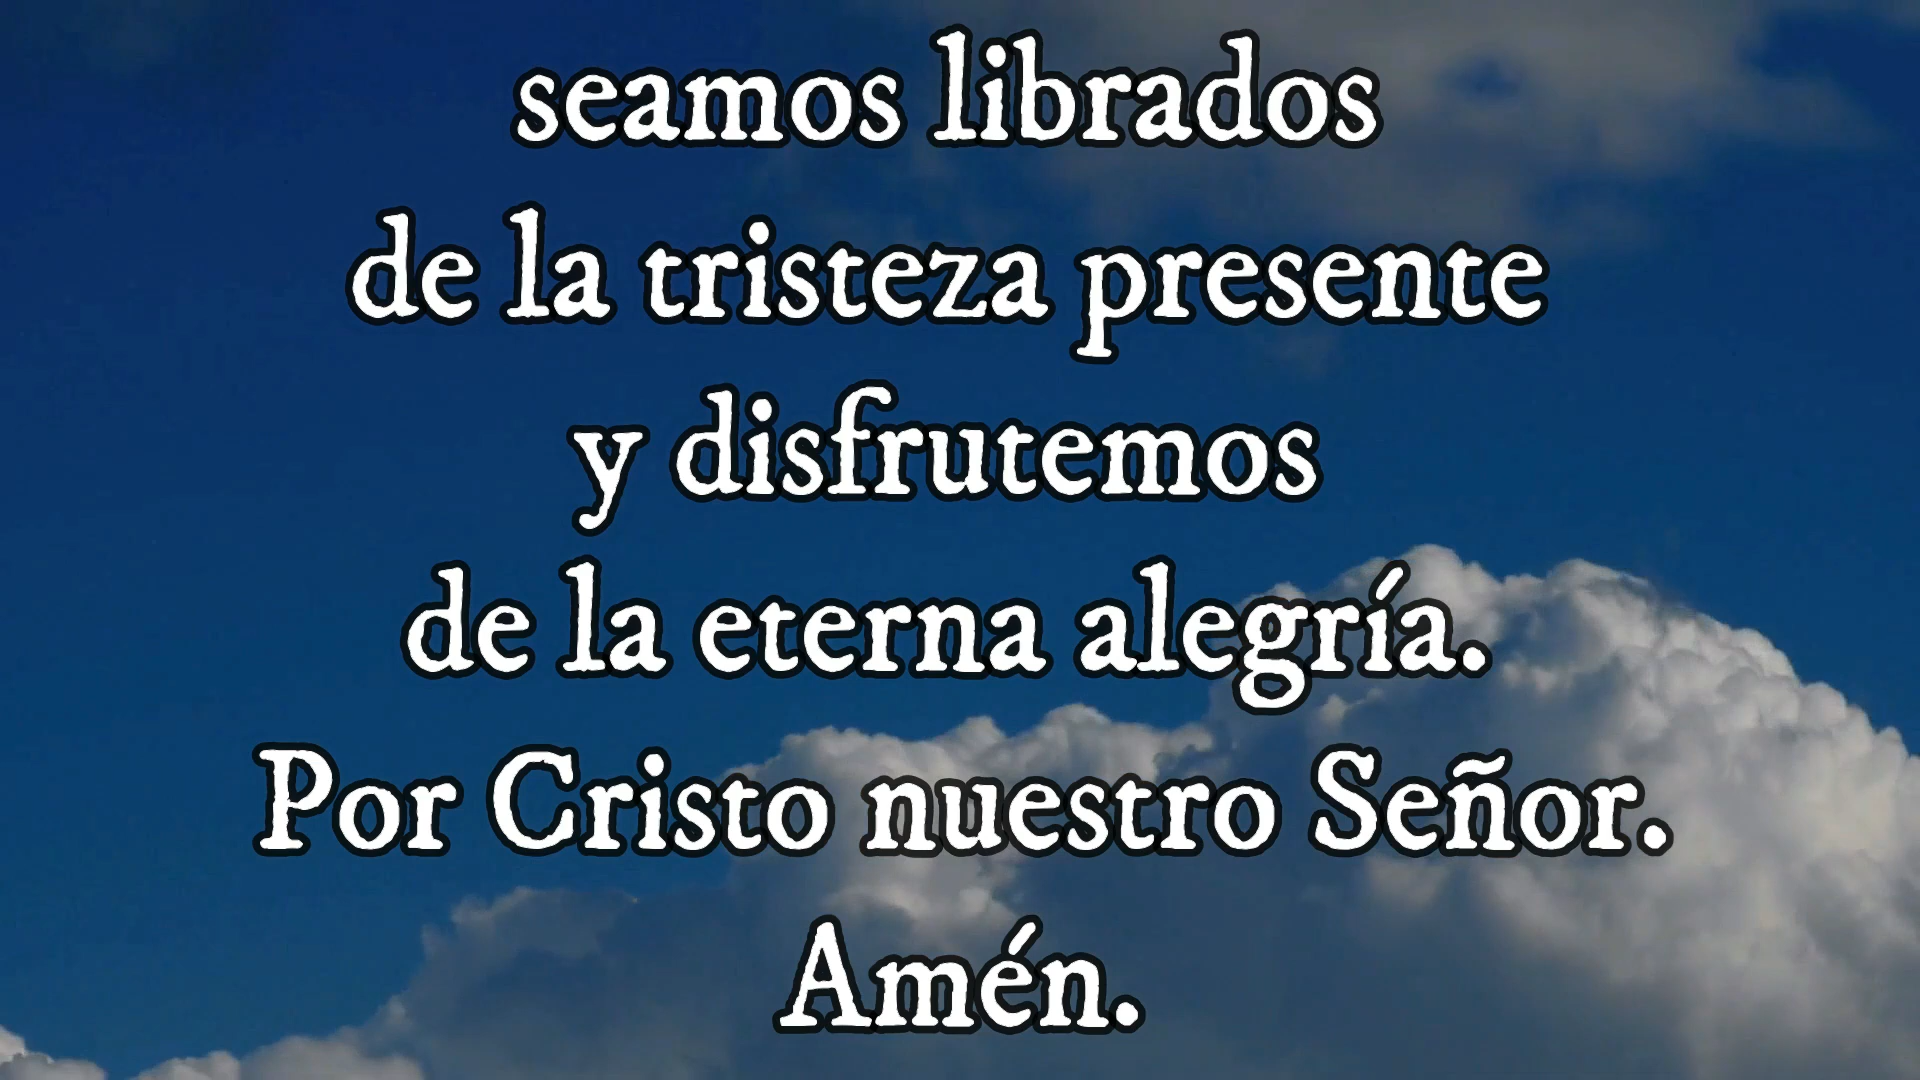 seamos librados
de la tristeza presente
y disfrutemos
de la eterna alegría.
Por Cristo nuestro Señor.
Amén.